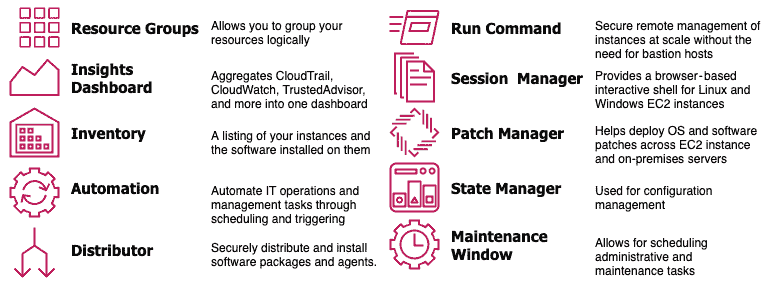 Resource Groups
Allows you to group your
resources logically
Insights
Dashboard
Aggregates CloudTrail,
CloudWatch, TrustedAdvisor,
and more into one dashboard
Inventory
A listing of your instances and
the software installed on them
Automation
Automate IT operations and
management tasks through
scheduling and triggering
Distributor
Securely distribute and install
software packages and agents.
Run Command
Secure remote management of
instances at scale without the
need for bastion hosts
Session Manager
Provides a browser-based
interactive shell for Linux and
Windows EC2 instances
Patch Manager
Helps deploy OS and software
patches across EC2 instance
and on-premises servers
State Manager
Used for configuration
management
Maintenance
Window
Allows for scheduling
administrative and
maintenance tasks